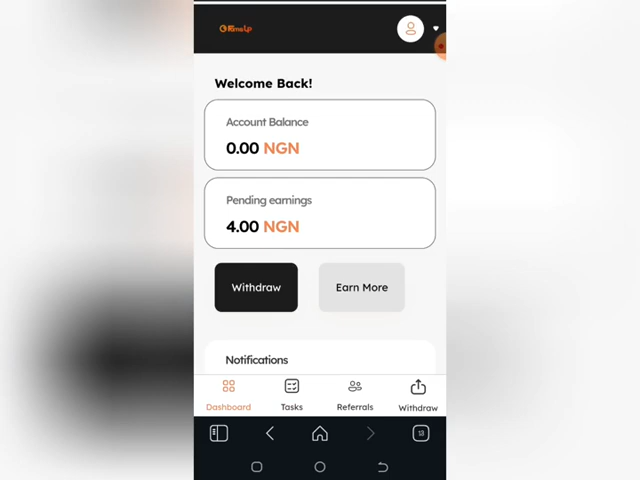 FameUp
Welcome Back!
Account Balance
0.00 NGN
Pending earnings
4.00 NGN
Withdraw
Earn More
Notifications
Dashboard
Tasks
Referrals
Withdraw